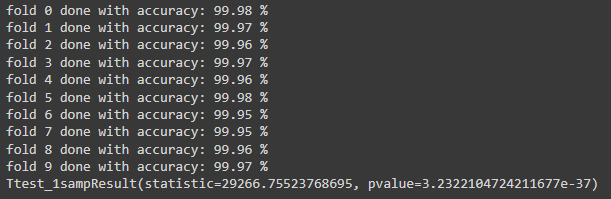 fold 0 done with accuracy: 99.98 %
fold 1 done with accuracy: 99.97 %
fold 2 done with accuracy: 99.96 %
fold 3 done with accuracy: 99.97 %
fold 4 done with accuracy: 99.96 %
fold 5 done with accuracy: 99.98 %
fold 6 done with accuracy: 99.95 %
fold 7 done with accuracy: 99.95 %
fold 8 done with accuracy: 99.96 %
fold 9 done with accuracy: 99.97 %
Ttest_1sampResult(statistic=29266.75523768695, pvalue=3.2322104724211677e-37)